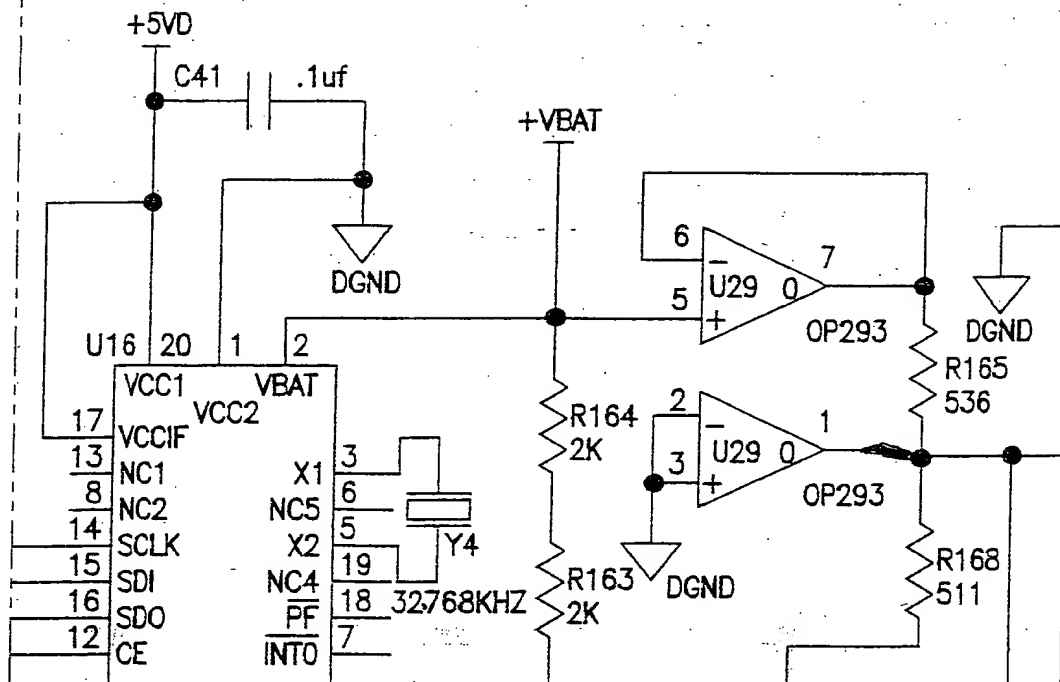 +5VD
C41 .1uf
+VBAT
DGND
6
7
U29 O
5
OP293
DGND
U16 20 1 2
VCC1 VBAT
VCC2
R165
536
17 VCCIF
R164
2K
2
1
U29 O
3
OP293
13 NC1
3 X1
8 NC2
6 NC5
14 SCLK
5 X2
Y4
15 SDI
19 NC4
R163
2K
DGND
R168
511
16 SDO
18 PF
32.768KHZ
12 CE
7 INT0